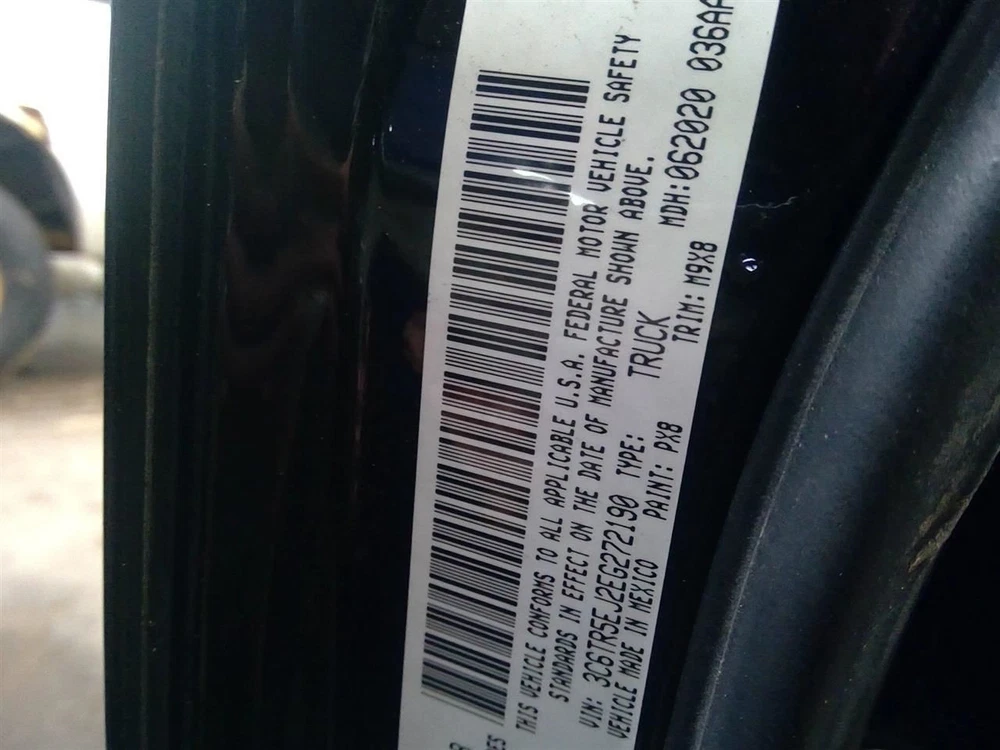 THIS VEHICLE CONFORMS TO ALL APPLICABLE U.S.A. FEDERAL MOTOR VEHICLE SAFETY
STANDARDS IN EFFECT ON THE DATE OF MANUFACTURE SHOWN ABOVE.
VIN: 3C6TR5EJ2EG272190 TYPE: TRUCK MDH: 062020 036AA
VEHICLE MADE IN MEXICO PAINT: PX8 TRIM: M9X8